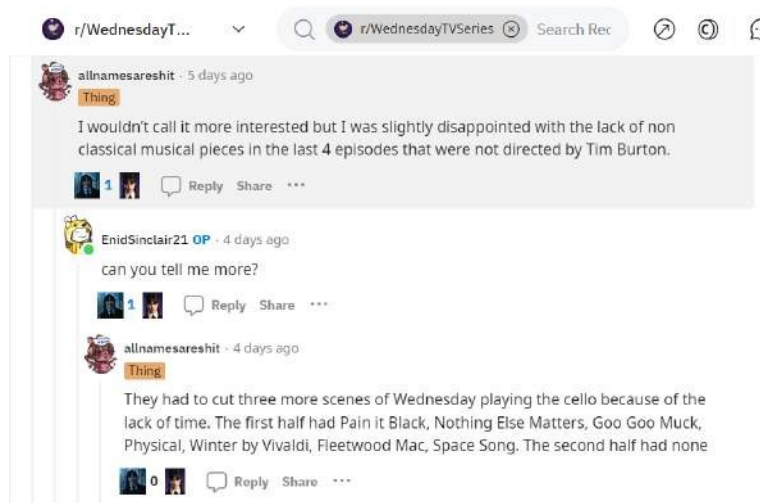 r/WednesdayT...
r/WednesdayTVSeries
Search Rec
allnamesareshit · 5 days ago
Thing
I wouldn't call it more interested but I was slightly disappointed with the lack of non
classical musical pieces in the last 4 episodes that were not directed by Tim Burton.
1 Reply Share ···
EnidSinclair21 OP · 4 days ago
can you tell me more?
1 Reply Share ···
allnamesareshit · 4 days ago
Thing
They had to cut three more scenes of Wednesday playing the cello because of the
lack of time. The first half had Pain it Black, Nothing Else Matters, Goo Goo Muck,
Physical, Winter by Vivaldi, Fleetwood Mac, Space Song. The second half had none
0 Reply Share ···